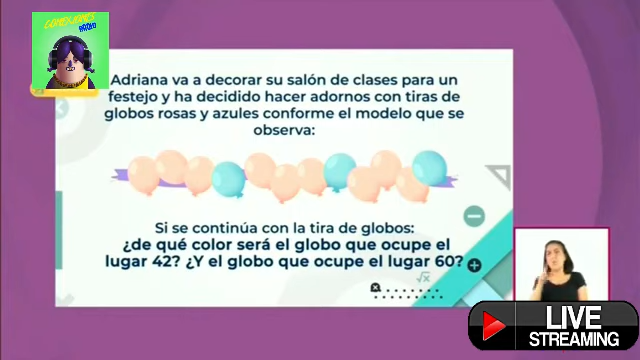 COMEXIANOS
RADIO
Adriana va a decorar su salón de clases para un
festejo y ha decidido hacer adornos con tiras de
globos rosas y azules conforme el modelo que se
observa:
Si se continúa con la tira de globos:
¿de qué color será el globo que ocupe el
lugar 42? ¿Y el globo que ocupe el lugar 60?
√x
LIVE
STREAMING